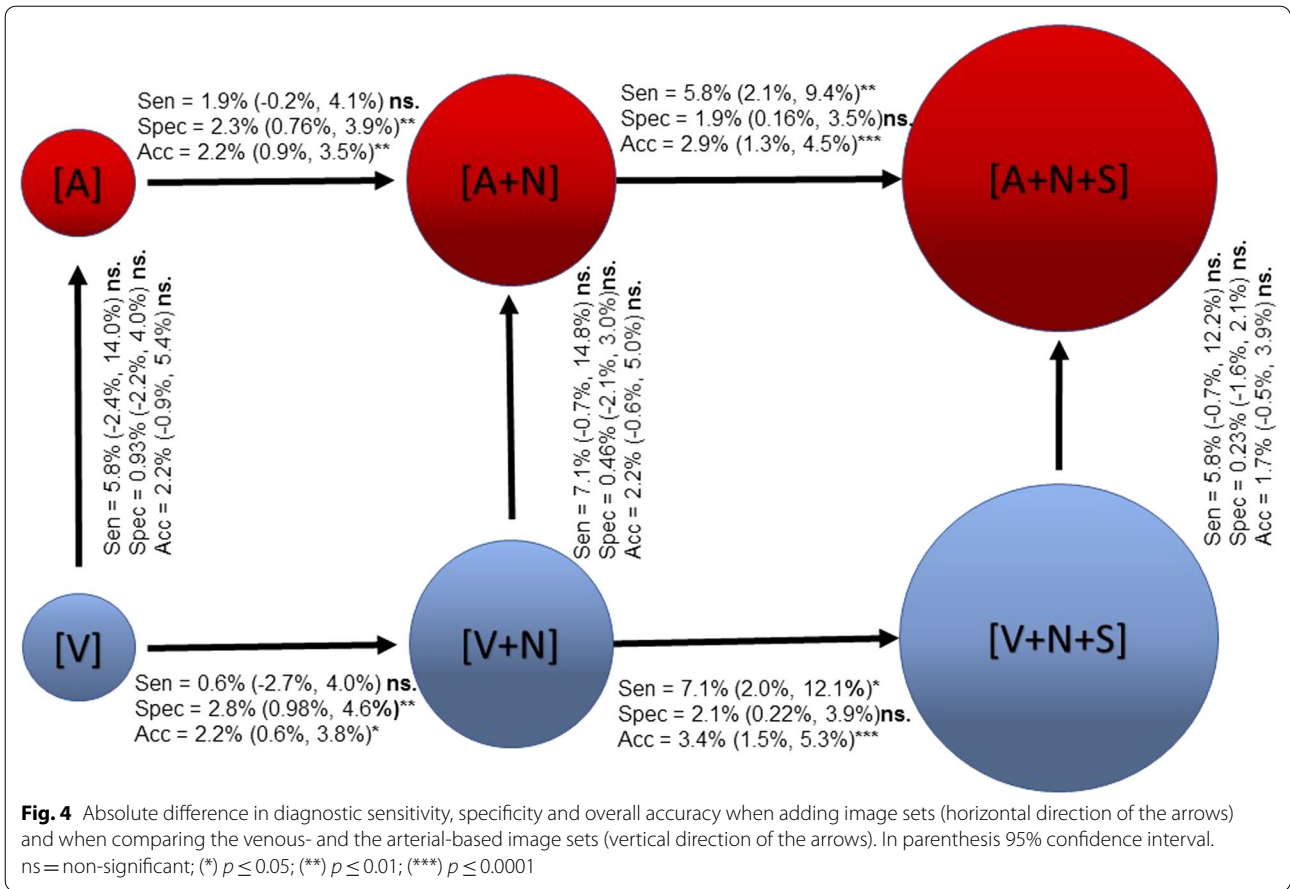 Sen = 1.9% (-0.2%, 4.1%) ns.
Spec = 2.3% (0.76%, 3.9%)**
Acc = 2.2% (0.9%, 3.5%)**
Sen = 5.8% (2.1%, 9.4%)**
Spec = 1.9% (0.16%, 3.5%)ns.
Acc = 2.9% (1.3%, 4.5%)***
[A]
[A+N]
[A+N+S]
Sen = 5.8% (-2.4%, 14.0%) ns.
Spec = 0.93% (-2.2%, 4.0%) ns.
Acc = 2.2% (-0.9%, 5.4%) ns.
Sen = 7.1% (-0.7%, 14.8%) ns.
Spec = 0.46% (-2.1%, 3.0%)ns.
Acc = 2.2% (-0.6%, 5.0%) ns.
Sen = 5.8% (-0.7%, 12.2%) ns.
Spec = 0.23% (-1.6%, 2.1%) ns.
Acc = 1.7% (-0.5%, 3.9%) ns.
[V]
[V+N]
[V+N+S]
Sen = 0.6% (-2.7%, 4.0%) ns.
Spec = 2.8% (0.98%, 4.6%)**
Acc = 2.2% (0.6%, 3.8%)*
Sen = 7.1% (2.0%, 12.1%)*
Spec = 2.1% (0.22%, 3.9%)ns.
Acc = 3.4% (1.5%, 5.3%)***
Fig. 4 Absolute difference in diagnostic sensitivity, specificity and overall accuracy when adding image sets (horizontal direction of the arrows)
and when comparing the venous- and the arterial-based image sets (vertical direction of the arrows). In parenthesis 95% confidence interval.
ns = non-significant; (*) p ≤ 0.05; (**) p ≤ 0.01; (***) p ≤ 0.0001